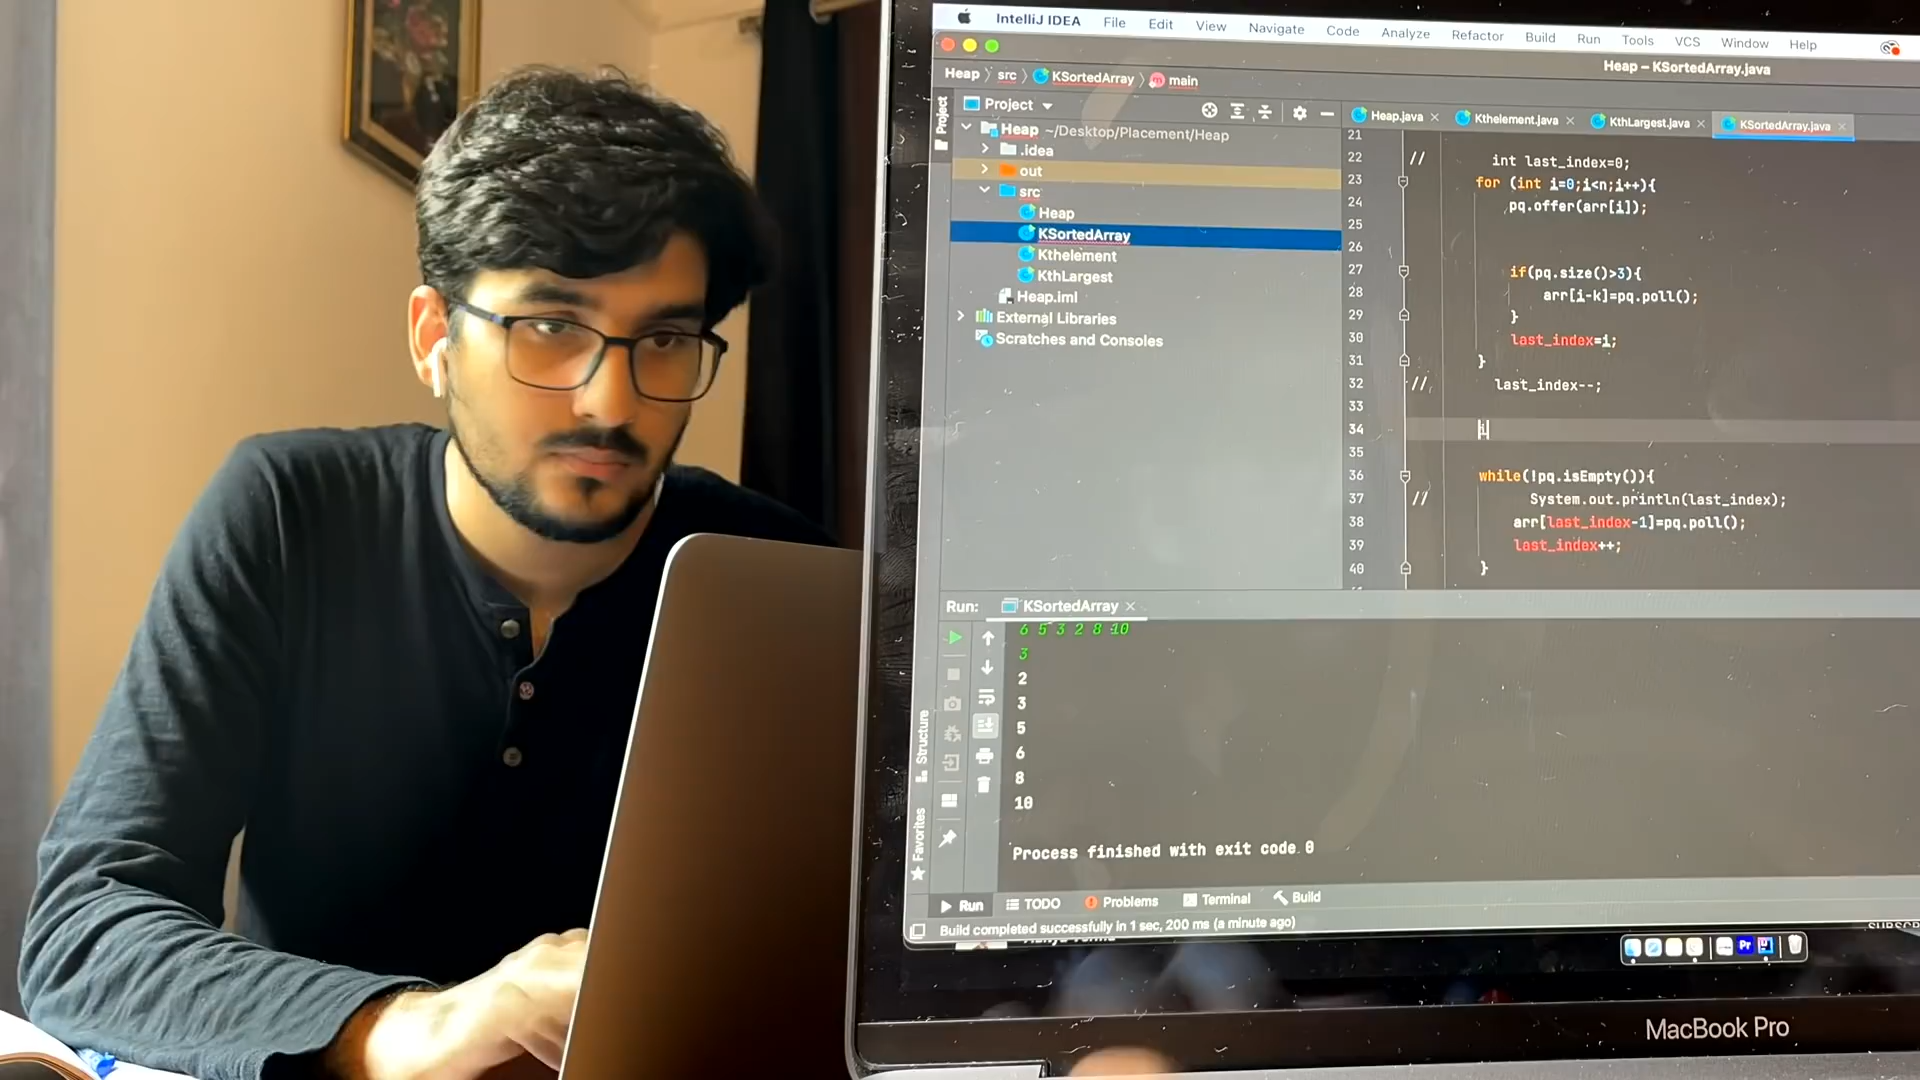 IntelliJ IDEA File Edit View Navigate Code Analyze Refactor Build Run Tools VCS Window Help
Heap – KSortedArray.java
Heap src KSortedArray main
Project
Project
Heap ~/Desktop/Placement/Heap
.idea
out
src
Heap
KSortedArray
Kthelement
KthLargest
Heap.iml
External Libraries
Scratches and Consoles
Heap.java Kthelement.java KthLargest.java KSortedArray.java
21
22 // int last_index=0;
23 for (int i=0;i<n;i++){
24 pq.offer(arr[i]);
25
26
27 if(pq.size()>3){
28 arr[i-k]=pq.poll();
29 }
30 last_index=i;
31 }
32 // last_index--;
33
34 i
35
36 while(!pq.isEmpty()){
37 // System.out.println(last_index);
38 arr[last_index-1]=pq.poll();
39 last_index++;
40 }
Run: KSortedArray
6 5 3 2 8 10
3
2
3
5
6
8
10
Process finished with exit code 0
Structure
Favorites
Run TODO Problems Terminal Build
Build completed successfully in 1 sec, 200 ms (a minute ago)
Pr
MacBook Pro